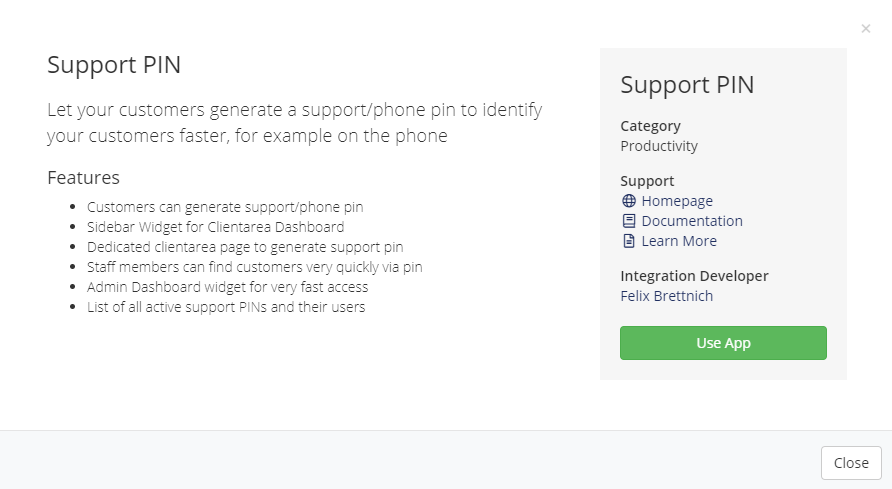 ×
Support PIN
Let your customers generate a support/phone pin to identify
your customers faster, for example on the phone
Features
Customers can generate support/phone pin
Sidebar Widget for Clientarea Dashboard
Dedicated clientarea page to generate support pin
Staff members can find customers very quickly via pin
Admin Dashboard widget for very fast access
List of all active support PINs and their users
Support PIN
Category
Productivity
Support
Homepage
Documentation
Learn More
Integration Developer
Felix Brettnich
Use App
Close